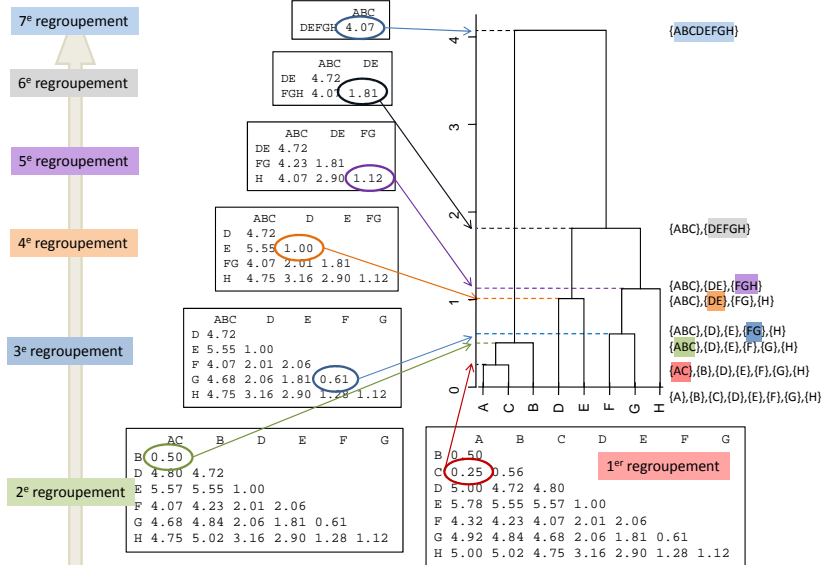 7e regroupement
ABC
DEFGH 4.07
4
{ABCDEFGH}
6e regroupement
ABC DE
DE 4.72
FGH 4.07 1.81
3
5e regroupement
ABC DE FG
DE 4.72
FG 4.23 1.81
H 4.07 2.90 1.12
2
{ABC},{DEFGH}
4e regroupement
ABC D E FG
D 4.72
E 5.55 1.00
FG 4.07 2.01 1.81
H 4.75 3.16 2.90 1.12
{ABC},{DE},{FGH}
1
{ABC},{DE},{FG},{H}
3e regroupement
ABC D E F G
D 4.72
E 5.55 1.00
F 4.07 2.01 2.06
G 4.68 2.06 1.81 0.61
H 4.75 3.16 2.90 1.28 1.12
{ABC},{D},{E},{FG},{H}
{ABC},{D},{E},{F},{G},{H}
{AC},{B},{D},{E},{F},{G},{H}
0
{A},{B},{C},{D},{E},{F},{G},{H}
A C B D E F G H
2e regroupement
AC B D E F G
B 0.50
D 4.80 4.72
E 5.57 5.55 1.00
F 4.07 4.23 2.01 2.06
G 4.68 4.84 2.06 1.81 0.61
H 4.75 5.02 3.16 2.90 1.28 1.12
1er regroupement
A B C D E F G
B 0.50
C 0.25 0.56
D 5.00 4.72 4.80
E 5.78 5.55 5.57 1.00
F 4.32 4.23 4.07 2.01 2.06
G 4.92 4.84 4.68 2.06 1.81 0.61
H 5.00 5.02 4.75 3.16 2.90 1.28 1.12